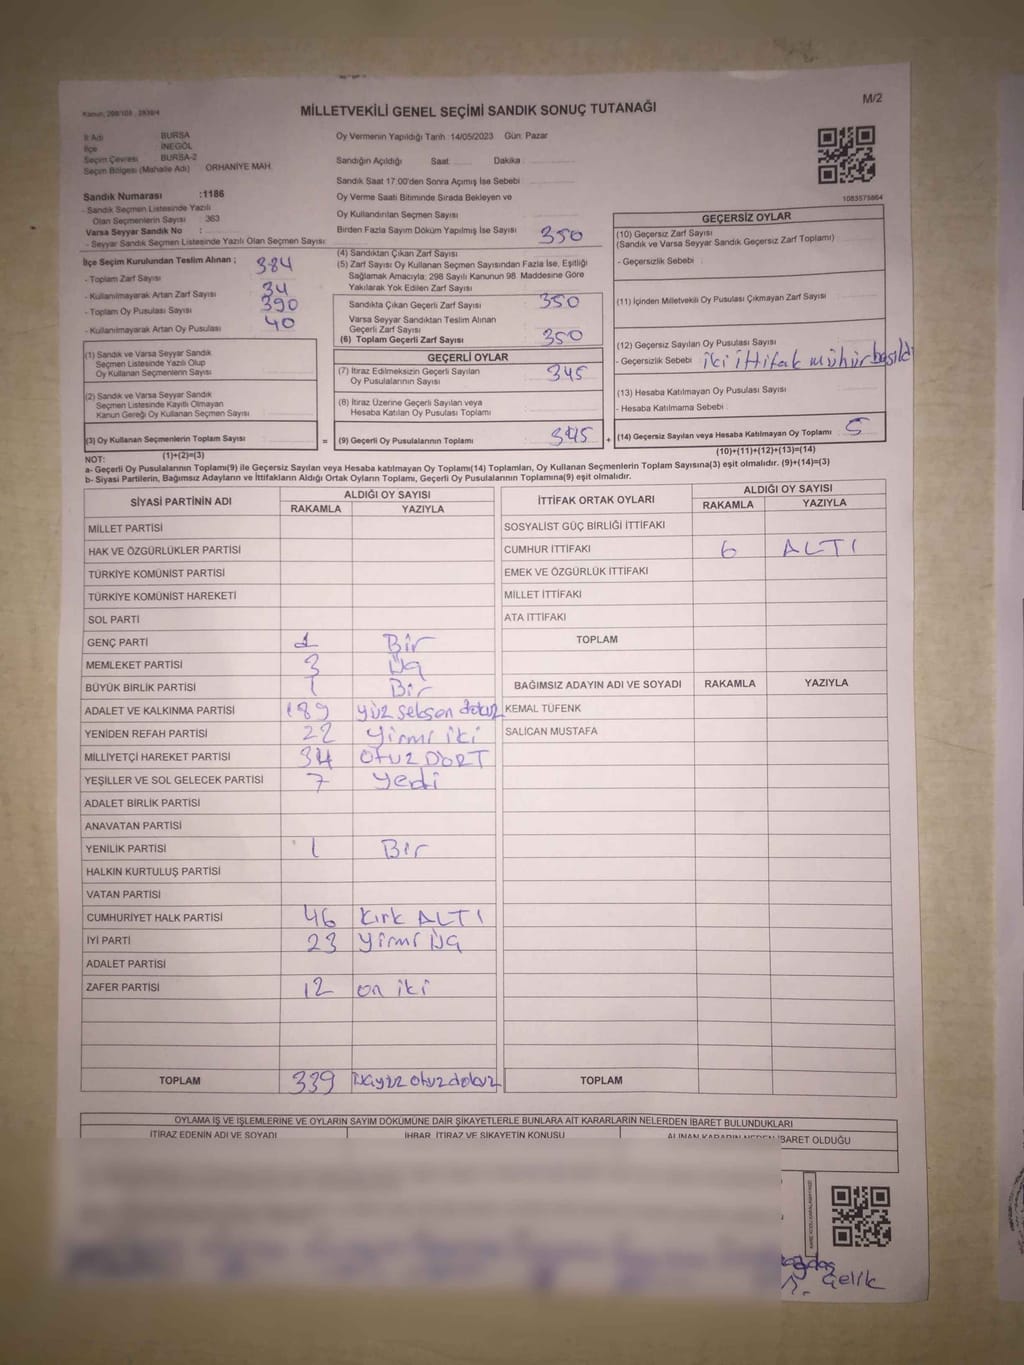 Kanun: 298/105 , 2839/4
MİLLETVEKİLİ GENEL SEÇİMİ SANDIK SONUÇ TUTANAĞI
M/2
İl Adı BURSA
İlçe İNEGÖL
Seçim Çevresi BURSA-2
Seçim Bölgesi (Mahalle Adı) ORHANİYE MAH.
Sandık Numarası :1186
- Sandık Seçmen Listesinde Yazılı
Olan Seçmenlerin Sayısı : 363
Varsa Seyyar Sandık No :
- Seyyar Sandık Seçmen Listesinde Yazılı Olan Seçmen Sayısı
Oy Vermenin Yapıldığı Tarih :14/05/2023 Gün: Pazar
Sandığın Açıldığı Saat Dakika
Sandık Saat 17:00'den Sonra Açılmış İse Sebebi
Oy Verme Saati Bitiminde Sırada Bekleyen ve
Oy Kullandırılan Seçmen Sayısı
Birden Fazla Sayım Döküm Yapılmış İse Sayısı
1083575864
İlçe Seçim Kurulundan Teslim Alınan ;
- Toplam Zarf Sayısı 384
- Kullanılmayarak Artan Zarf Sayısı 34
- Toplam Oy Pusulası Sayısı 390
- Kullanılmayarak Artan Oy Pusulası 40
(1) Sandık ve Varsa Seyyar Sandık
Seçmen Listesinde Yazılı Olup
Oy Kullanan Seçmenlerin Sayısı
(2) Sandık ve Varsa Seyyar Sandık
Seçmen Listesinde Kayıtlı Olmayan
Kanun Gereği Oy Kullanan Seçmen Sayısı
(3) Oy Kullanan Seçmenlerin Toplam Sayısı =
(1)+(2)=(3)
(4) Sandıktan Çıkan Zarf Sayısı 350
(5) Zarf Sayısı Oy Kullanan Seçmen Sayısından Fazla İse, Eşitliği
Sağlamak Amacıyla; 298 Sayılı Kanunun 98. Maddesine Göre
Yakılarak Yok Edilen Zarf Sayısı
Sandıkta Çıkan Geçerli Zarf Sayısı 350
Varsa Seyyar Sandıktan Teslim Alınan
Geçerli Zarf Sayısı
(6) Toplam Geçerli Zarf Sayısı 350
GEÇERLİ OYLAR
(7) İtiraz Edilmeksizin Geçerli Sayılan
Oy Pusulalarının Sayısı 345
(8) İtiraz Üzerine Geçerli Sayılan veya
Hesaba Katılan Oy Pusulası Toplamı
(9) Geçerli Oy Pusulalarının Toplamı 345 +
GEÇERSİZ OYLAR
(10) Geçersiz Zarf Sayısı
(Sandık ve Varsa Seyyar Sandık Geçersiz Zarf Toplamı)
- Geçersizlik Sebebi :
(11) İçinden Milletvekili Oy Pusulası Çıkmayan Zarf Sayısı
(12) Geçersiz Sayılan Oy Pusulası Sayısı
- Geçersizlik Sebebi iki ittifak mühür basıldı
(13) Hesaba Katılmayan Oy Pusulası Sayısı
- Hesaba Katılmama Sebebi :
(14) Geçersiz Sayılan veya Hesaba Katılmayan Oy Toplamı 5
(10)+(11)+(12)+(13)=(14)
NOT:
a- Geçerli Oy Pusulalarının Toplamı(9) ile Geçersiz Sayılan veya Hesaba katılmayan Oy Toplamı(14) Toplamları, Oy Kullanan Seçmenlerin Toplam Sayısına(3) eşit olmalıdır. (9)+(14)=(3)
b- Siyasi Partilerin, Bağımsız Adayların ve İttifakların Aldığı Ortak Oyların Toplamı, Geçerli Oy Pusulalarının Toplamına(9) eşit olmalıdır.
SİYASİ PARTİNİN ADI ALDIĞI OY SAYISI
RAKAMLA YAZIYLA
MİLLET PARTİSİ
HAK VE ÖZGÜRLÜKLER PARTİSİ
TÜRKİYE KOMÜNİST PARTİSİ
TÜRKİYE KOMÜNİST HAREKETİ
SOL PARTİ
GENÇ PARTİ 1 Bir
MEMLEKET PARTİSİ 3 Üç
BÜYÜK BİRLİK PARTİSİ 1 Bir
ADALET VE KALKINMA PARTİSİ 189 yüz seksen dokuz
YENİDEN REFAH PARTİSİ 22 yirmi iki
MİLLİYETÇİ HAREKET PARTİSİ 34 otuz DÖRT
YEŞİLLER VE SOL GELECEK PARTİSİ 7 yedi
ADALET BİRLİK PARTİSİ
ANAVATAN PARTİSİ
YENİLİK PARTİSİ 1 Bir
HALKIN KURTULUŞ PARTİSİ
VATAN PARTİSİ
CUMHURİYET HALK PARTİSİ 46 kırk ALTI
İYİ PARTİ 23 yirmi üç
ADALET PARTİSİ
ZAFER PARTİSİ 12 on iki
TOPLAM 339 üçyüz otuz dokuz
İTTİFAK ORTAK OYLARI ALDIĞI OY SAYISI
RAKAMLA YAZIYLA
SOSYALİST GÜÇ BİRLİĞİ İTTİFAKI
CUMHUR İTTİFAKI 6 ALTI
EMEK VE ÖZGÜRLÜK İTTİFAKI
MİLLET İTTİFAKI
ATA İTTİFAKI
TOPLAM
BAĞIMSIZ ADAYIN ADI VE SOYADI RAKAMLA YAZIYLA
KEMAL TÜFENK
SALİCAN MUSTAFA
TOPLAM
OYLAMA İŞ VE İŞLEMLERİNE VE OYLARIN SAYIM DÖKÜMÜNE DAİR ŞİKAYETLERLE BUNLARA AİT KARARLARIN NELERDEN İBARET BULUNDUKLARI
İTİRAZ EDENİN ADI VE SOYADI İHBAR, İTİRAZ VE ŞİKAYETİN KONUSU ALINAN KARARIN NEDEN İBARET OLDUĞU
Çelik